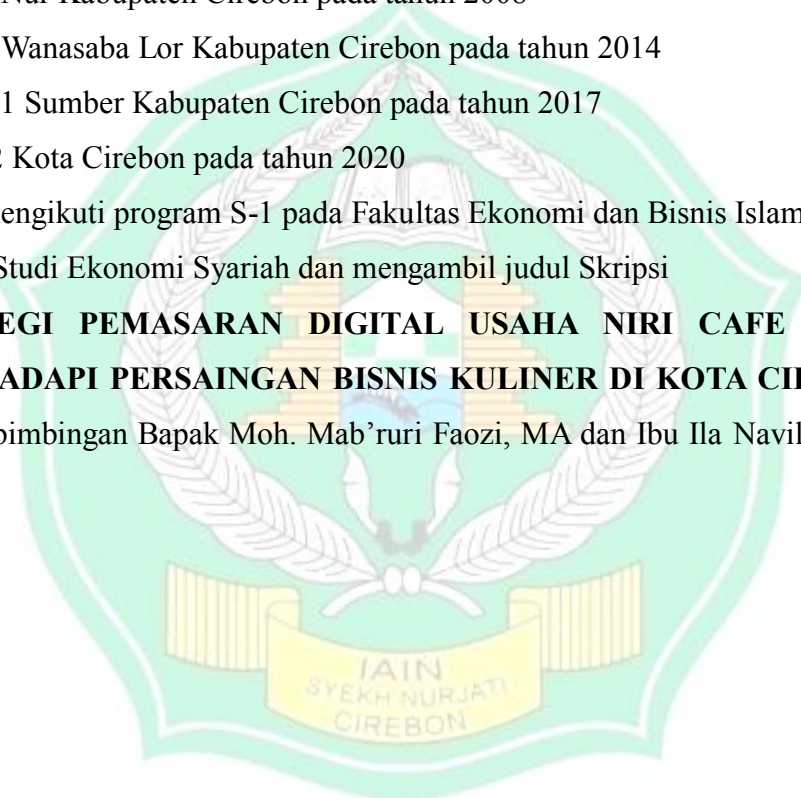 Nur Kabupaten Cirebon pada tahun 2008
Wanasaba Lor Kabupaten Cirebon pada tahun 2014
1 Sumber Kabupaten Cirebon pada tahun 2017
2 Kota Cirebon pada tahun 2020
engikuti program S-1 pada Fakultas Ekonomi dan Bisnis Islam
Studi Ekonomi Syariah dan mengambil judul Skripsi
EGI PEMASARAN DIGITAL USAHA NIRI CAFE
ADAPI PERSAINGAN BISNIS KULINER DI KOTA CI
bimbingan Bapak Moh. Mab’ruri Faozi, MA dan Ibu Ila Navil
IAIN
SYEKH NURJATI
CIREBON